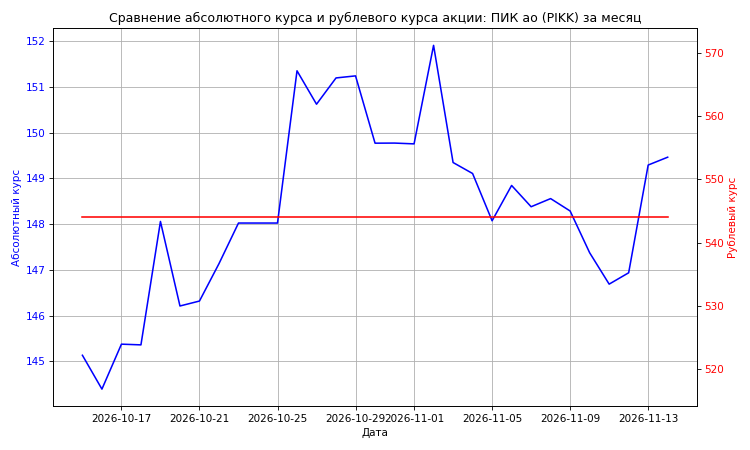 Сравнение абсолютного курса и рублевого курса акции: ПИК ао (PIKK) за месяц
152
151
150
149
148
147
146
145
Абсолютный курс
570
560
550
540
530
520
Рублевый курс
2026-10-17 2026-10-21 2026-10-25 2026-10-29 2026-11-01 2026-11-05 2026-11-09 2026-11-13
Дата